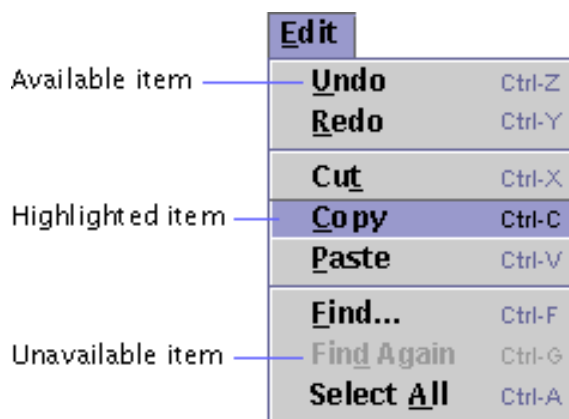 Edit
Available item Undo Ctrl-Z
Redo Ctrl-Y
Cut Ctrl-X
Highlighted item Copy Ctrl-C
Paste Ctrl-V
Find... Ctrl-F
Unavailable item Find Again Ctrl-G
Select All Ctrl-A